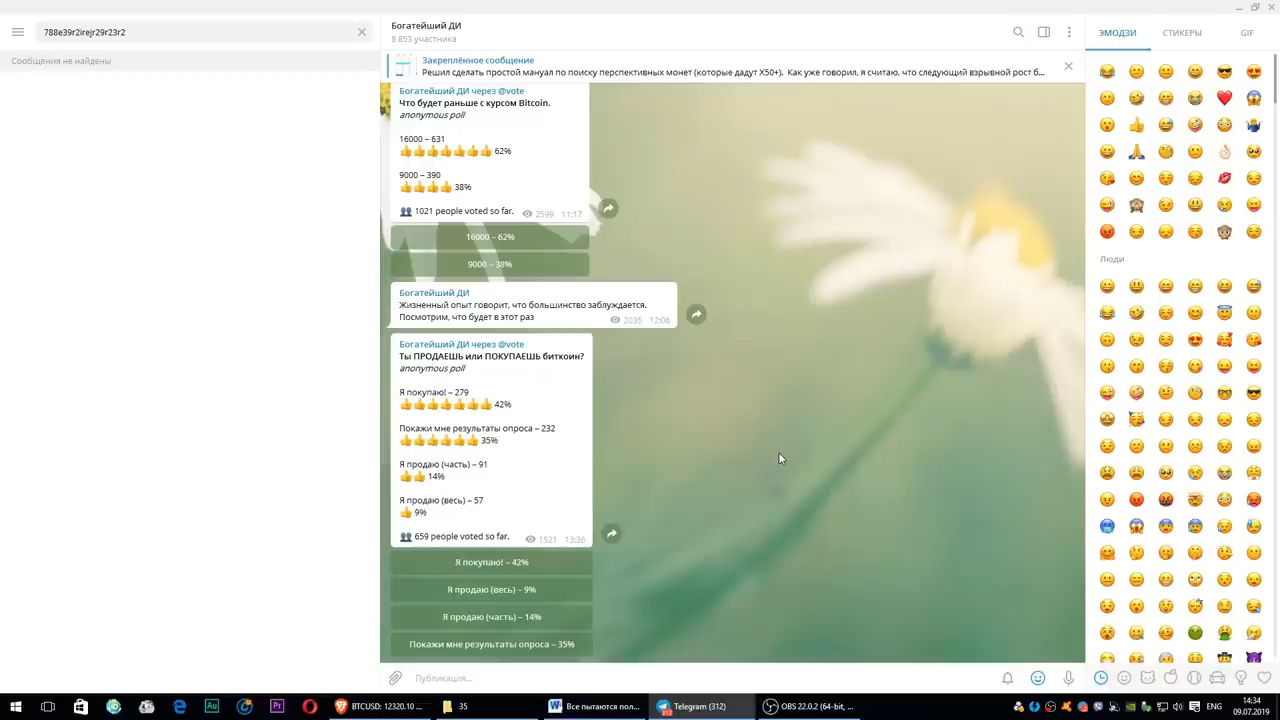 788e39r2irejr29r23r2
Сообщения не найдены
Богатейший ДИ
8 853 участника
Закреплённое сообщение
Решил сделать простой мануал по поиску перспективных монет (которые дадут Х50+). Как уже говорил, я считаю, что следующий взрывной рост б...
ЭМОДЗИ
СТИКЕРЫ
GIF
Богатейший ДИ через @vote
Что будет раньше с курсом Bitcoin.
anonymous poll
16000 – 631
62%
9000 – 390
38%
1021 people voted so far.
2599 11:17
16000 – 62%
9000 – 38%
Богатейший ДИ
Жизненный опыт говорит, что большинство заблуждается.
Посмотрим, что будет в этот раз
2035 12:06
Богатейший ДИ через @vote
Ты ПРОДАЕШЬ или ПОКУПАЕШЬ биткоин?
anonymous poll
Я покупаю! – 279
42%
Покажи мне результаты опроса – 232
35%
Я продаю (часть) – 91
14%
Я продаю (весь) – 57
9%
659 people voted so far.
1521 13:36
Я покупаю! – 42%
Я продаю (весь) – 9%
Я продаю (часть) – 14%
Покажи мне результаты опроса – 35%
Публикация...
Люди
BTCUSD: 12320.10 ...
35
Все пытаются пол...
Telegram (312)
OBS 22.0.2 (64-bit, ...
ENG
14:34
09.07.2019